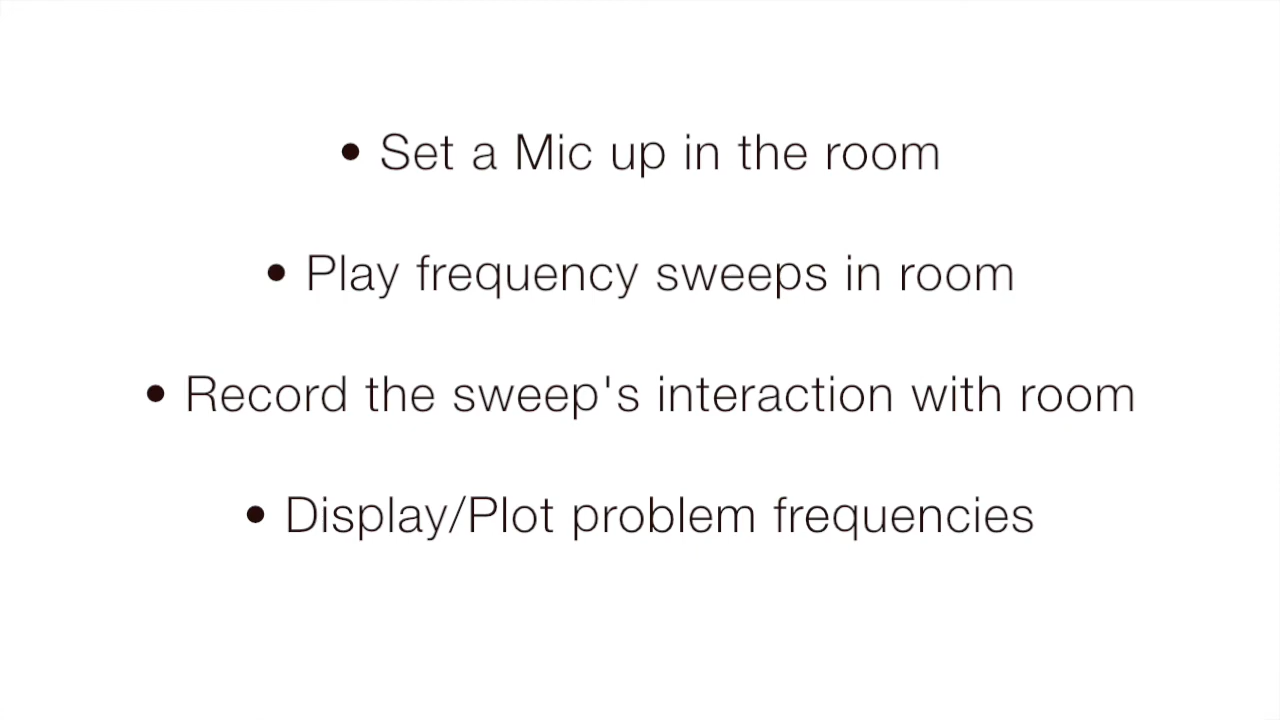 • Set a Mic up in the room
• Play frequency sweeps in room
• Record the sweep's interaction with room
• Display/Plot problem frequencies